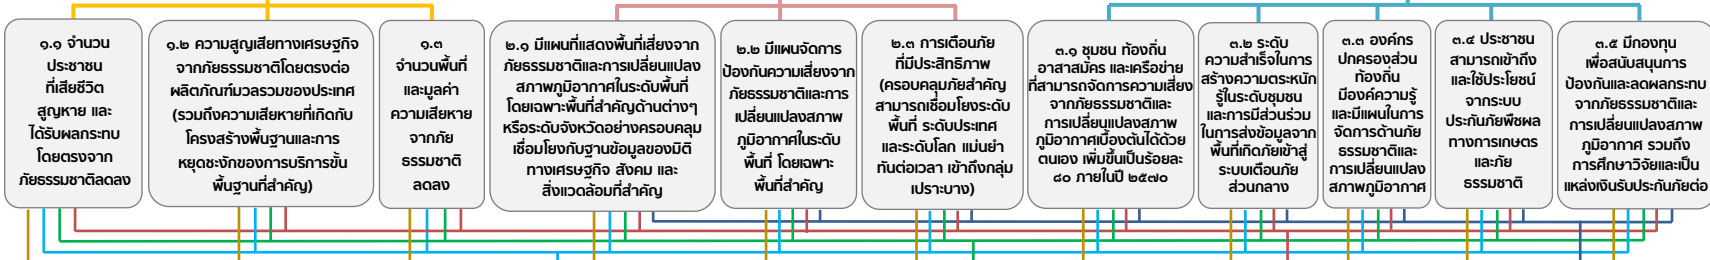 ๑.๑ จำนวน
ประชาชน
ที่เสียชีวิต
สูญหาย และ
ได้รับผลกระทบ
โดยตรงจาก
ภัยธรรมชาติลดลง
๑.๒ ความสูญเสียทางเศรษฐกิจ
จากภัยธรรมชาติโดยตรงต่อ
ผลิตภัณฑ์มวลรวมของประเทศ
(รวมถึงความเสียหายที่เกิดกับ
โครงสร้างพื้นฐานและการ
หยุดชะงักของการบริการขั้น
พื้นฐานที่สำคัญ)
๑.๓
จำนวนพื้นที่
และมูลค่า
ความเสียหาย
จากภัย
ธรรมชาติ
ลดลง
๒.๑ มีแผนที่แสดงพื้นที่เสี่ยงจาก
ภัยธรรมชาติและการเปลี่ยนแปลง
สภาพภูมิอากาศในระดับพื้นที่
โดยเฉพาะพื้นที่สำคัญด้านต่างๆ
หรือระดับจังหวัดอย่างครอบคลุม
เชื่อมโยงกับฐานข้อมูลของมิติ
ทางเศรษฐกิจ สังคม และ
สิ่งแวดล้อมที่สำคัญ
๒.๒ มีแผนจัดการ
ป้องกันความเสี่ยงจาก
ภัยธรรมชาติและการ
เปลี่ยนแปลงสภาพ
ภูมิอากาศในระดับ
พื้นที่ โดยเฉพาะ
พื้นที่สำคัญ
๒.๓ การเตือนภัย
ที่มีประสิทธิภาพ
(ครอบคลุมภัยสำคัญ
สามารถเชื่อมโยงระดับ
พื้นที่ ระดับประเทศ
และระดับโลก แม่นยำ
ทันต่อเวลา เข้าถึงกลุ่ม
เปราะบาง)
๓.๑ ชุมชน ท้องถิ่น
อาสาสมัคร และเครือข่าย
ที่สามารถจัดการความเสี่ยง
จากภัยธรรมชาติและ
การเปลี่ยนแปลงสภาพ
ภูมิอากาศเบื้องต้นได้ด้วย
ตนเอง เพิ่มขึ้นเป็นร้อยละ
๘๐ ภายในปี ๒๕๗๐
๓.๒ ระดับ
ความสำเร็จในการ
สร้างความตระหนัก
รู้ในระดับชุมชน
และการมีส่วนร่วม
ในการส่งข้อมูลจาก
พื้นที่เกิดภัยเข้าสู่
ระบบเตือนภัย
ส่วนกลาง
๓.๓ องค์กร
ปกครองส่วน
ท้องถิ่น
มีองค์ความรู้
และมีแผนในการ
จัดการด้านภัย
ธรรมชาติและ
การเปลี่ยนแปลง
สภาพภูมิอากาศ
๓.๔ ประชาชน
สามารถเข้าถึง
และใช้ประโยชน์
จากระบบ
ประกันภัยพืชผล
ทางการเกษตร
และภัย
ธรรมชาติ
๓.๕ มีกองทุน
เพื่อสนับสนุนการ
ป้องกันและลดผลกระทบ
จากภัยธรรมชาติและ
การเปลี่ยนแปลงสภาพ
ภูมิอากาศ รวมถึง
การศึกษาวิจัยและเป็น
แหล่งเงินรับประกันภัยต่อ